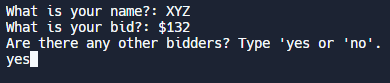 What is your name?: XYZ
What is your bid?: $132
Are there any other bidders? Type 'yes or 'no'.
yes